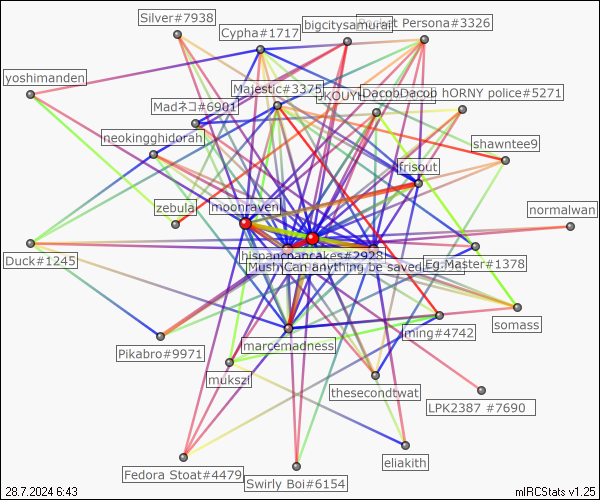 Silver#7938
Cypha#1717
bigcitysamurai
Pocket Persona#3326
yoshimanden
Majestic#3375
DacobDacob hORNY police#5271
Madネコ#6901
neokingghidorah
shawntee9
frisout
zebula
moonraven
normalwan
hispancpancakes#2928
Duck#1245
Can anything be saved
Eg.Master#1378
somass
ming#4742
marcemadness
Pikabro#9971
mukszi
thesecondtwat
LPK2387 #7690
eliakith
Fedora Stoat#4479
Swirly Boi#6154
28.7.2024 6:43
mIRCStats v1.25